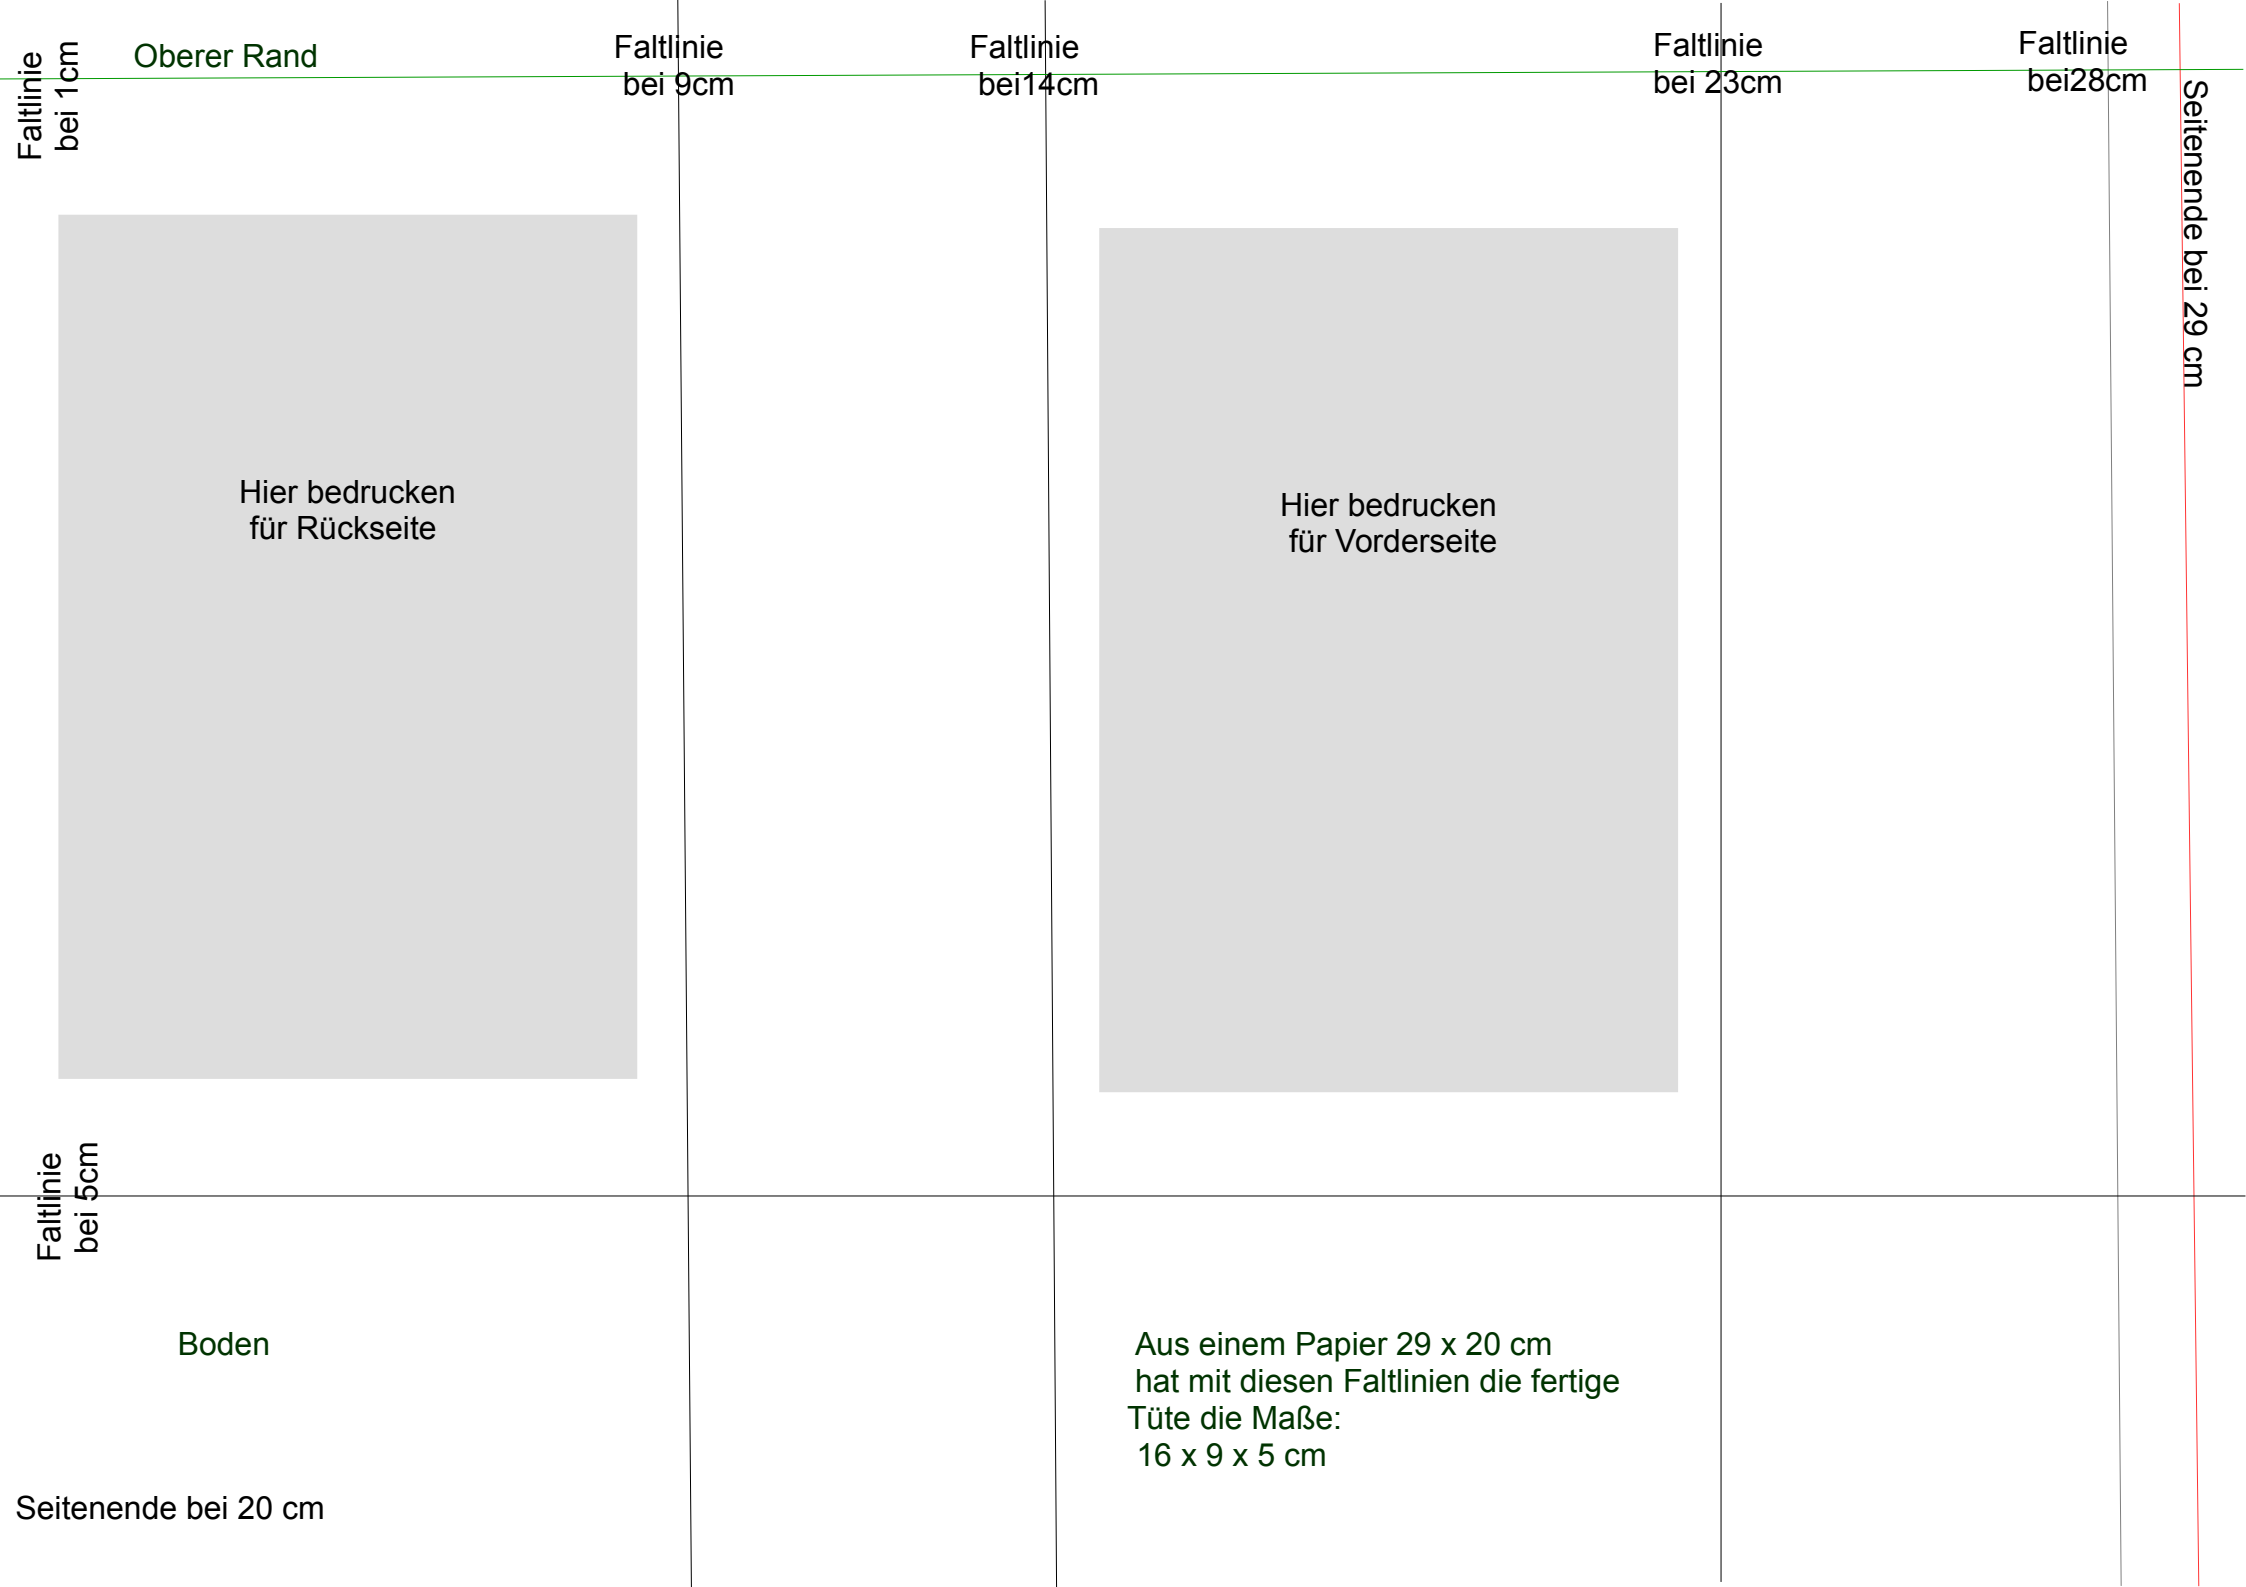 Faltlinie
bei 1cm
Oberer Rand
Faltlinie
bei 9cm
Faltlinie
bei14cm
Faltlinie
bei 23cm
Faltlinie
bei28cm
Seitenende bei 29 cm
Hier bedrucken
für Rückseite
Hier bedrucken
für Vorderseite
Faltlinie
bei 5cm
Boden
Aus einem Papier 29 x 20 cm
hat mit diesen Faltlinien die fertige
Tüte die Maße:
16 x 9 x 5 cm
Seitenende bei 20 cm